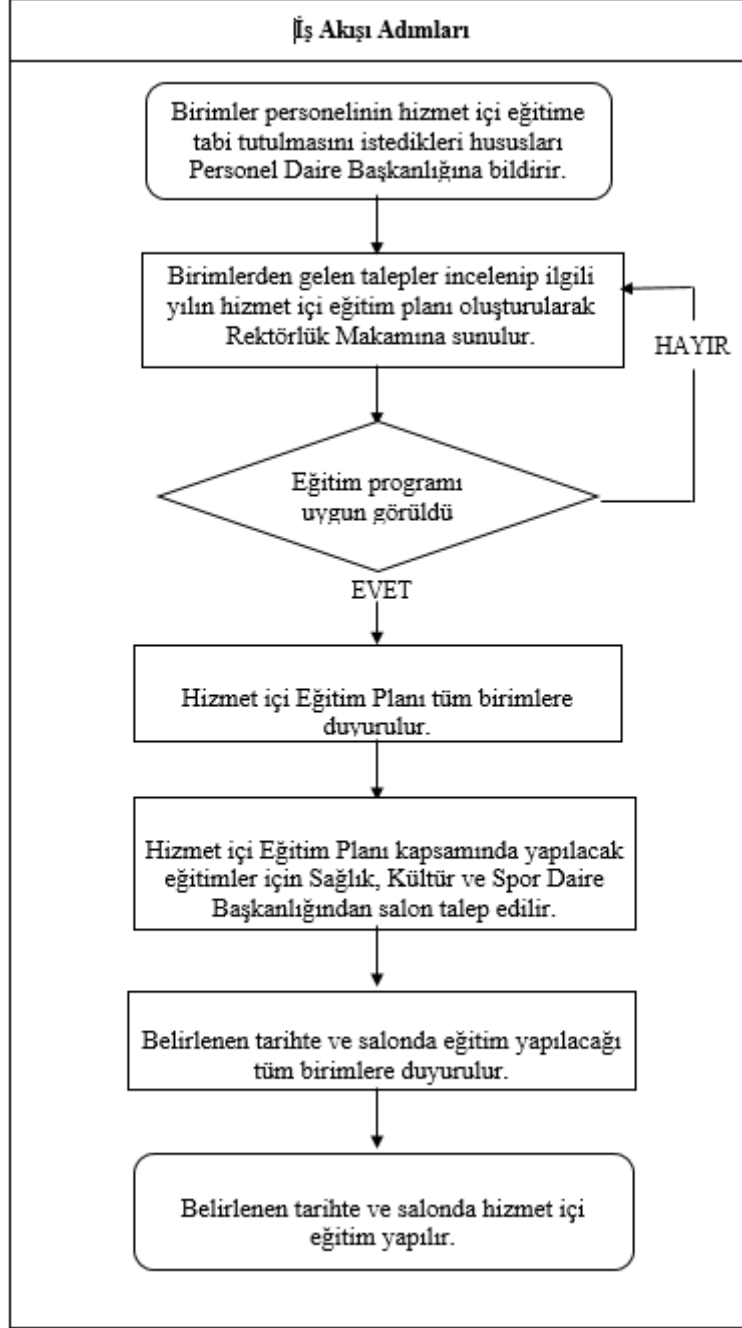 İş Akışı Adımları
Birimler personelinin hizmet içi eğitime
tabi tutulmasını istedikleri hususları
Personel Daire Başkanlığına bildirir.
Birimlerden gelen talepler incelenip ilgili
yılın hizmet içi eğitim planı oluşturularak
Rektörlük Makamına sunulur.
HAYIR
Eğitim programı
uygun görüldü
EVET
Hizmet içi Eğitim Planı tüm birimlere
duyurulur.
Hizmet içi Eğitim Planı kapsamında yapılacak
eğitimler için Sağlık, Kültür ve Spor Daire
Başkanlığından salon talep edilir.
Belirlenen tarihte ve salonda eğitim yapılacağı
tüm birimlere duyurulur.
Belirlenen tarihte ve salonda hizmet içi
eğitim yapılır.